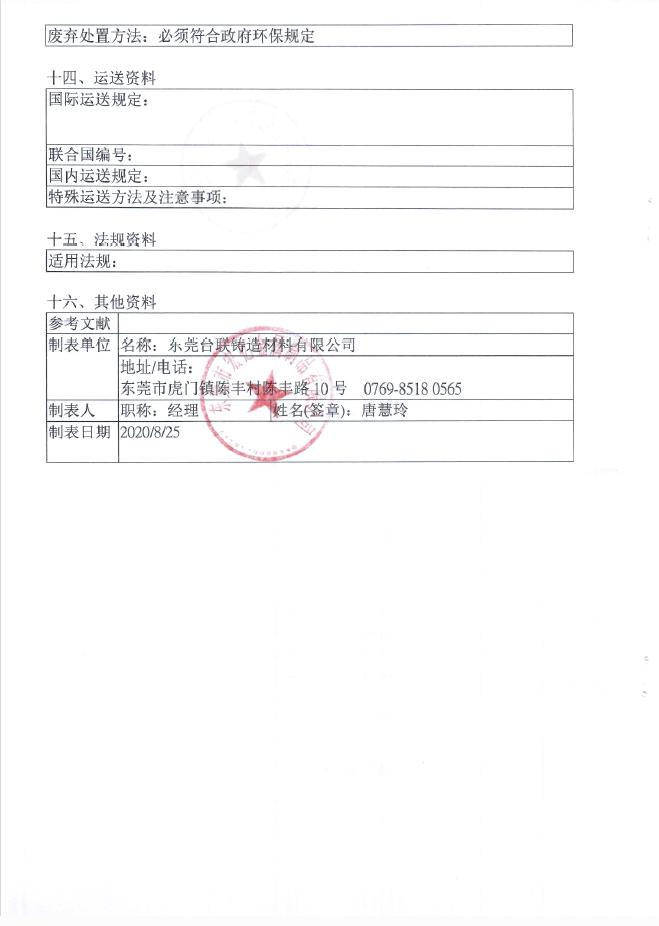 废弃处置方法：必须符合政府环保规定
十四、运送资料
国际运送规定：
联合国编号：
国内运送规定：
特殊运送方法及注意事项：
十五、法规资料
适用法规：
十六、其他资料
参考文献
制表单位 名称：东莞台联铸造材料有限公司
地址/电话：
东莞市虎门镇陈丰村陈丰路 10 号 0769-8518 0565
制表人 职称：经理 姓名(签章)：唐慧玲
制表日期 2020/8/25